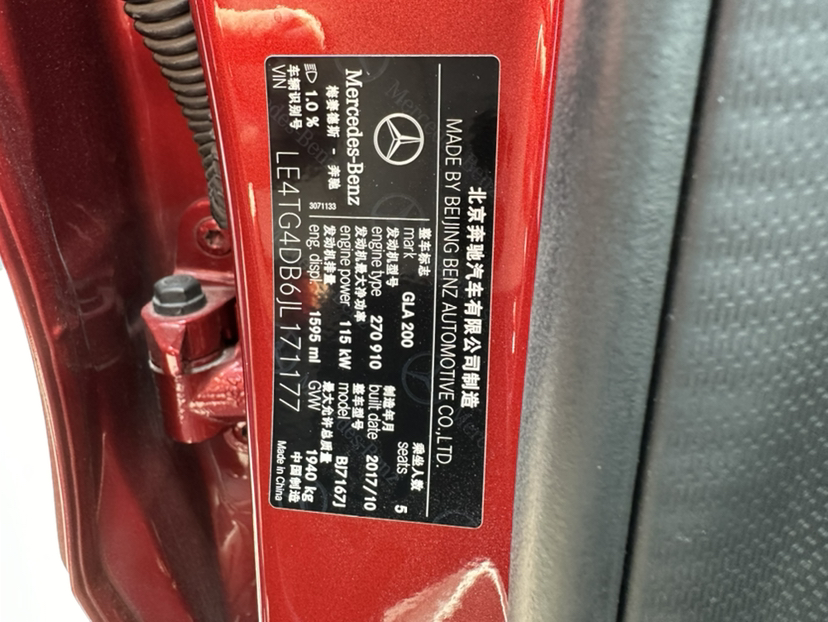 北京奔驰汽车有限公司制造
MADE BY BEIJING BENZ AUTOMOTIVE CO.,LTD.
Mercedes-Benz
梅赛德斯 - 奔驰
1.0 %
3071133
整车标志
mark GLA 200
乘坐人数
seats 5
发动机型号
engine type 270 910
制造年月
built date 2017/10
发动机最大净功率
engine power 115 kW
整车型号
model BJ7167J
发动机排量
eng. displ. 1595 ml
最大允许总质量
GVW 1940 kg
车辆识别号
VIN LE4TG4DB6JL171177
中国制造
Made in China